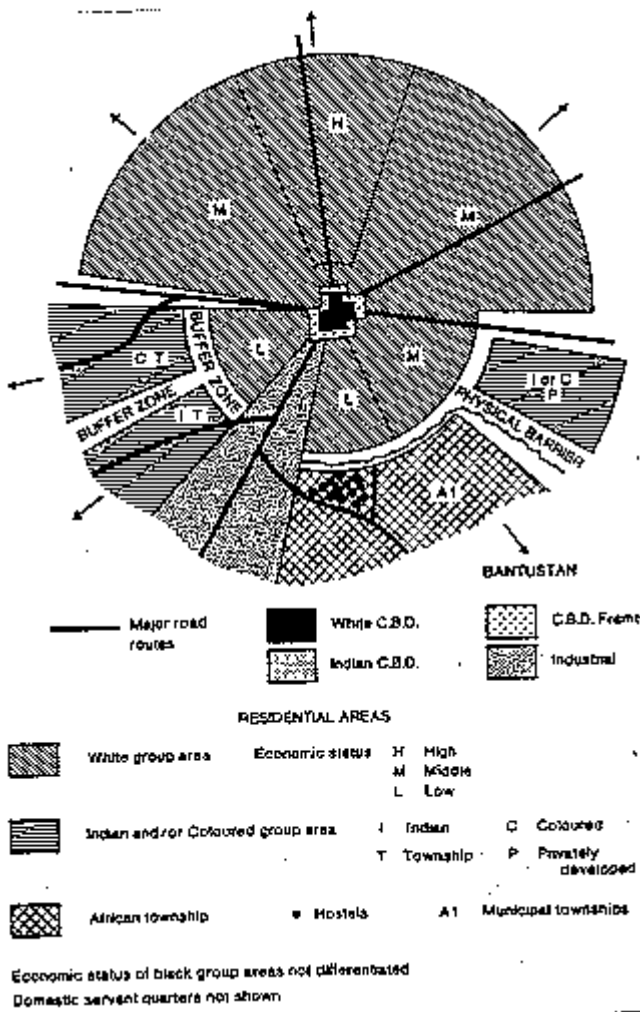 H
M
M
L
M
L
C T
I T
BUFFER ZONE
BUFFER ZONE
I or C
P
PHYSICAL BARRIER
A1
BANTUSTAN
Major road
routes
White C.B.D.
C.B.D. Frame
Indian C.B.D.
Industrial
RESIDENTIAL AREAS
White group area
Economic status
H High
M Middle
L Low
Indian and/or Coloured group area
I Indian
C Coloured
T Township
P Privately
developed
African township
Hostels
A1 Municipal townships
Economic status of black group areas not differentiated
Domestic servant quarters not shown